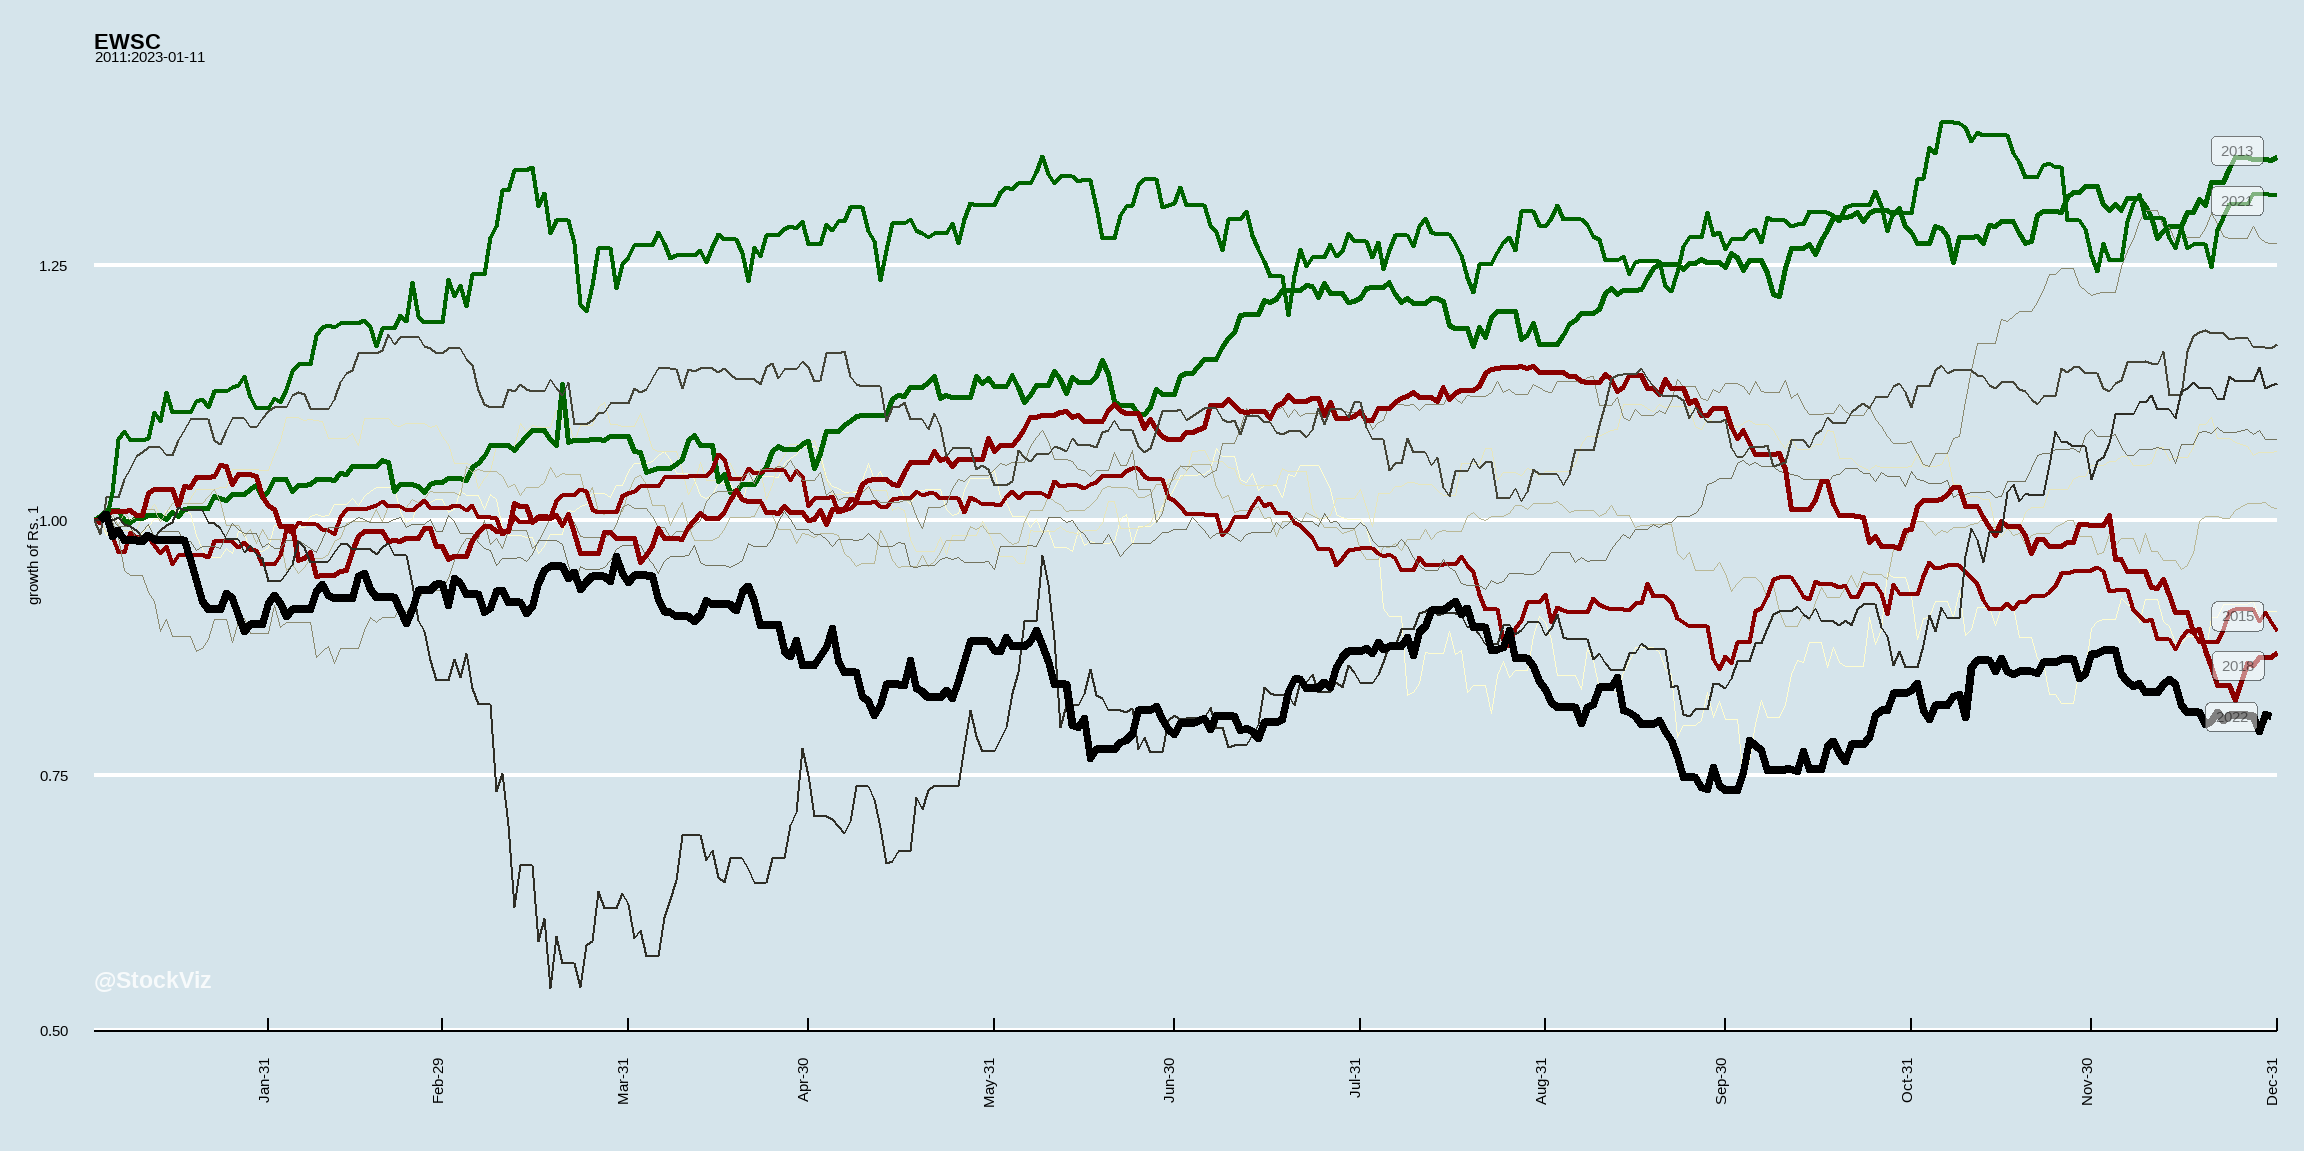 EWSC
2011:2023-01-11
2013
2021
1.25
1.00
growth of Rs. 1
2015
2018
2022
0.75
@StockViz
0.50
Jan-31
Feb-29
Mar-31
Apr-30
May-31
Jun-30
Jul-31
Aug-31
Sep-30
Oct-31
Nov-30
Dec-31